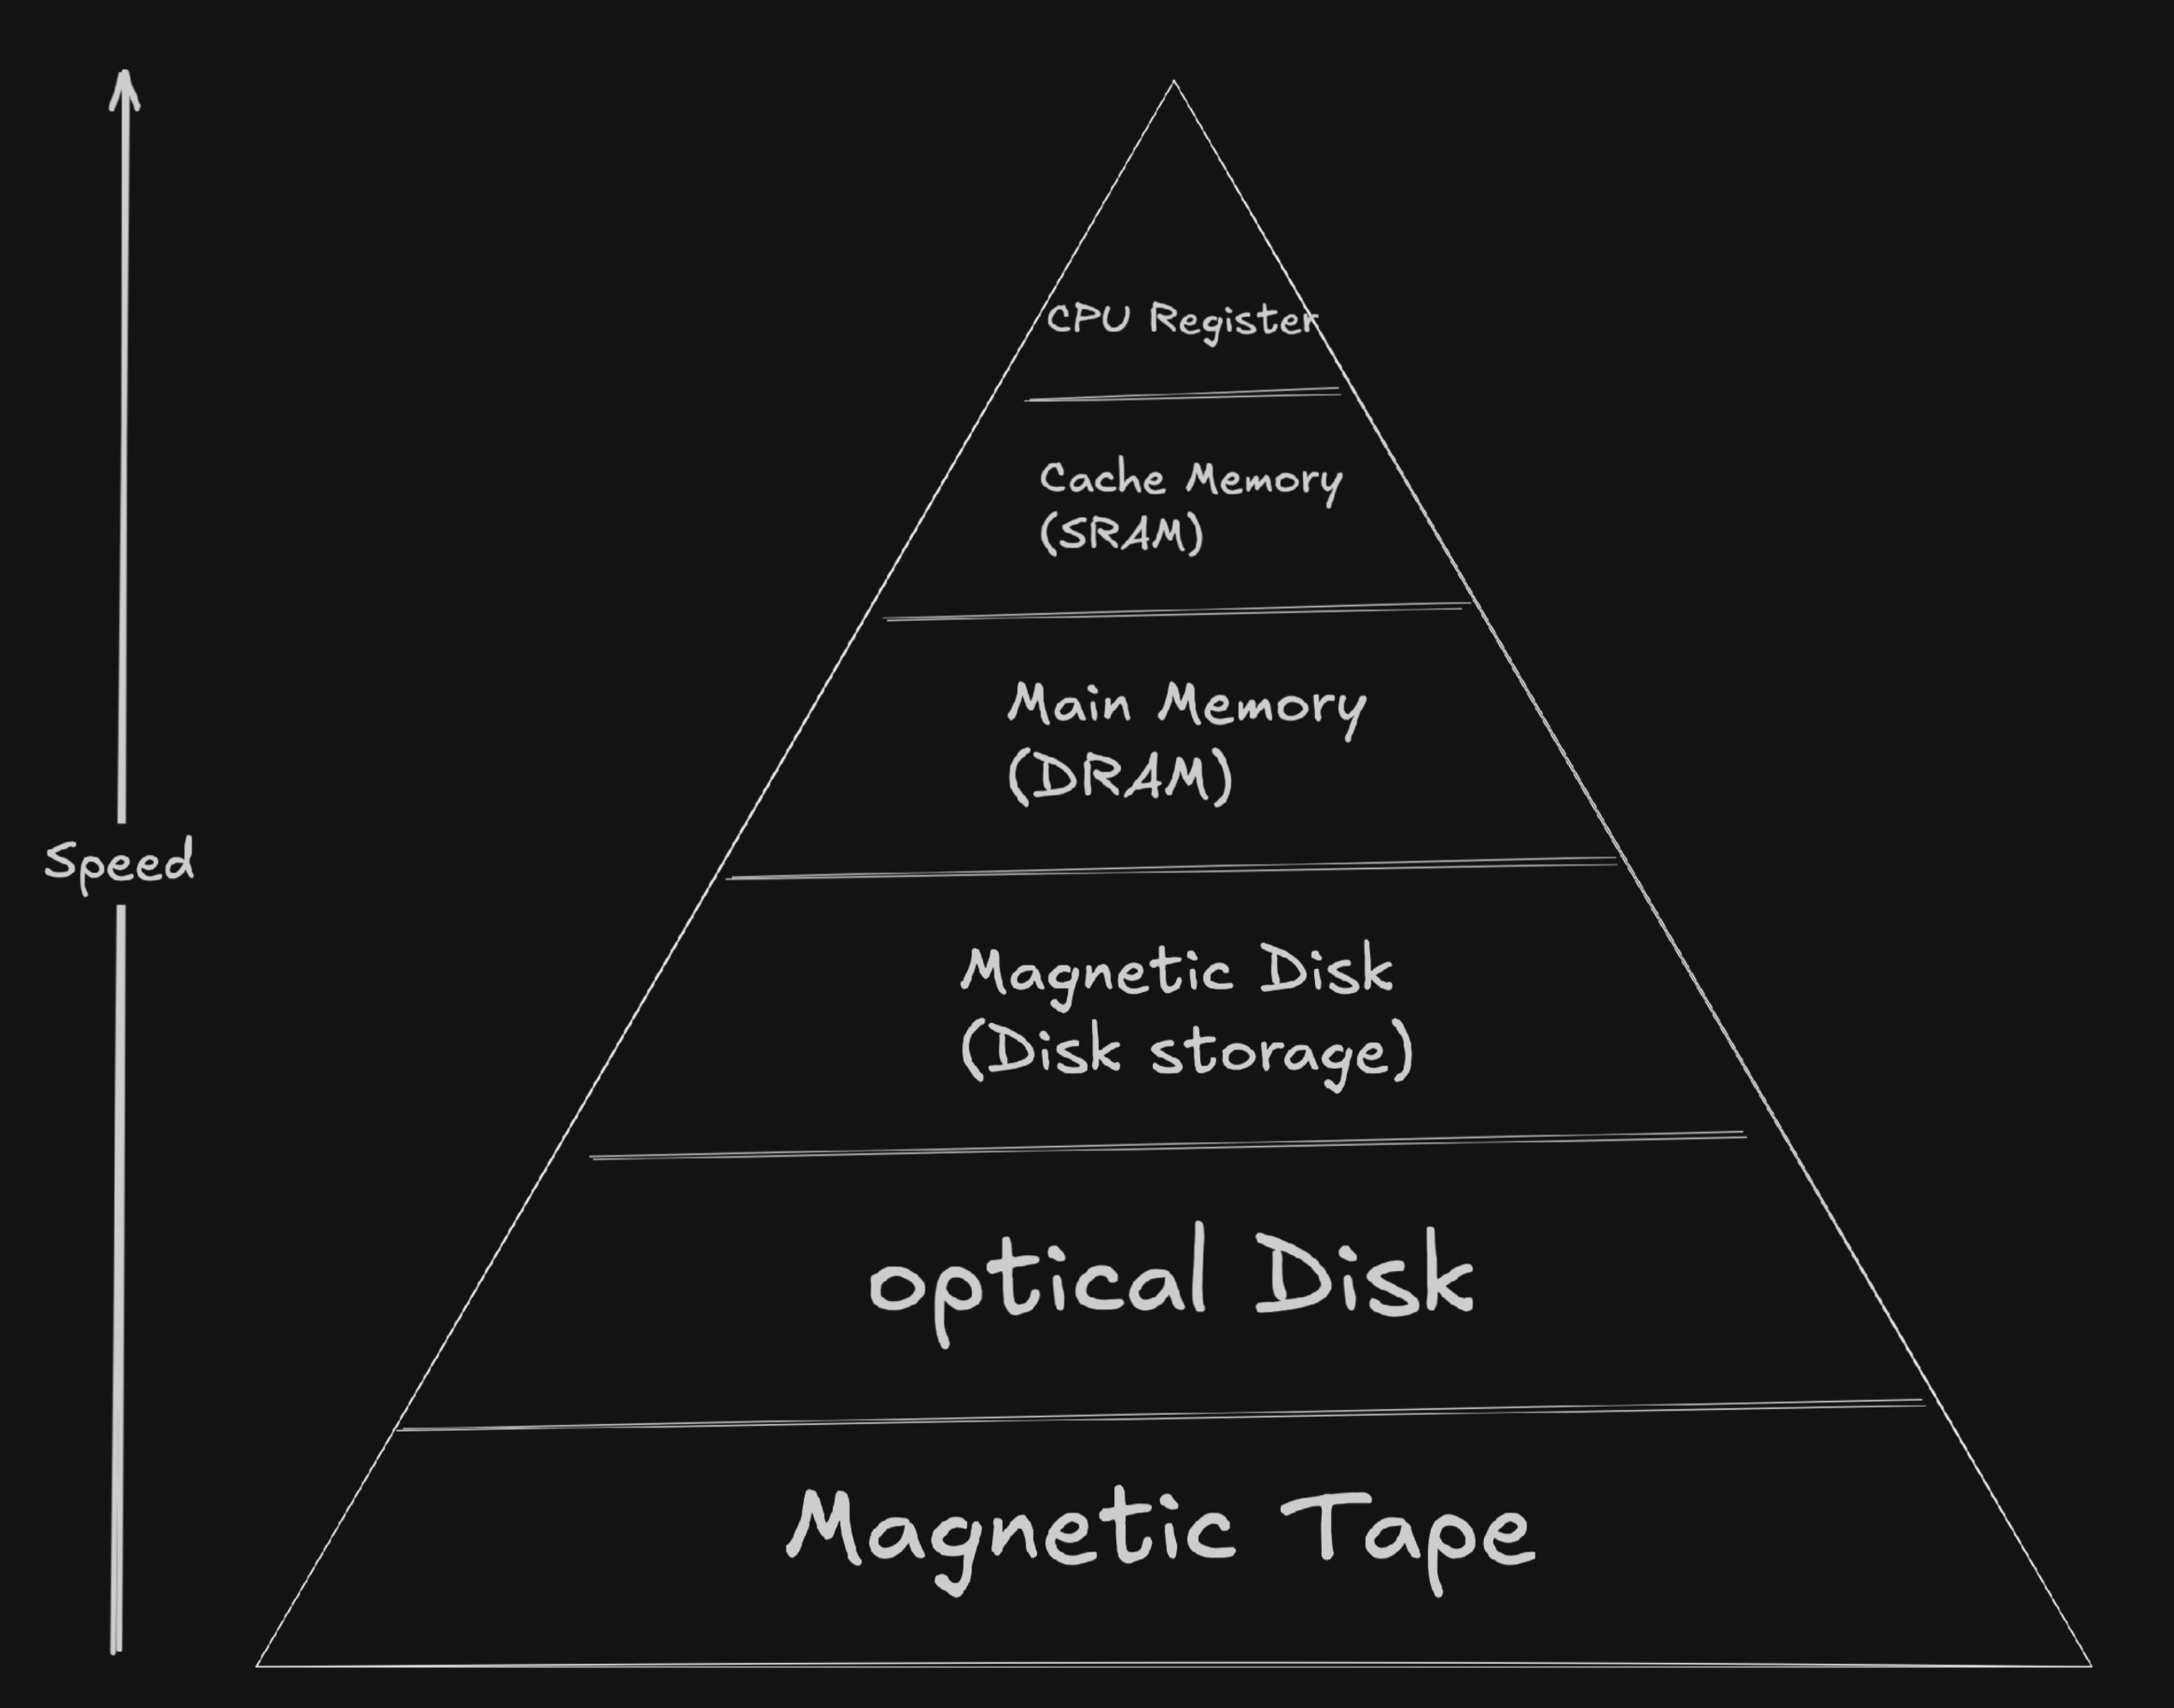 CPU Register
Cache Memory
(SRAM)
Main Memory
(DRAM)
Speed
Magnetic Disk
(Disk storage)
optical Disk
Magnetic Tape